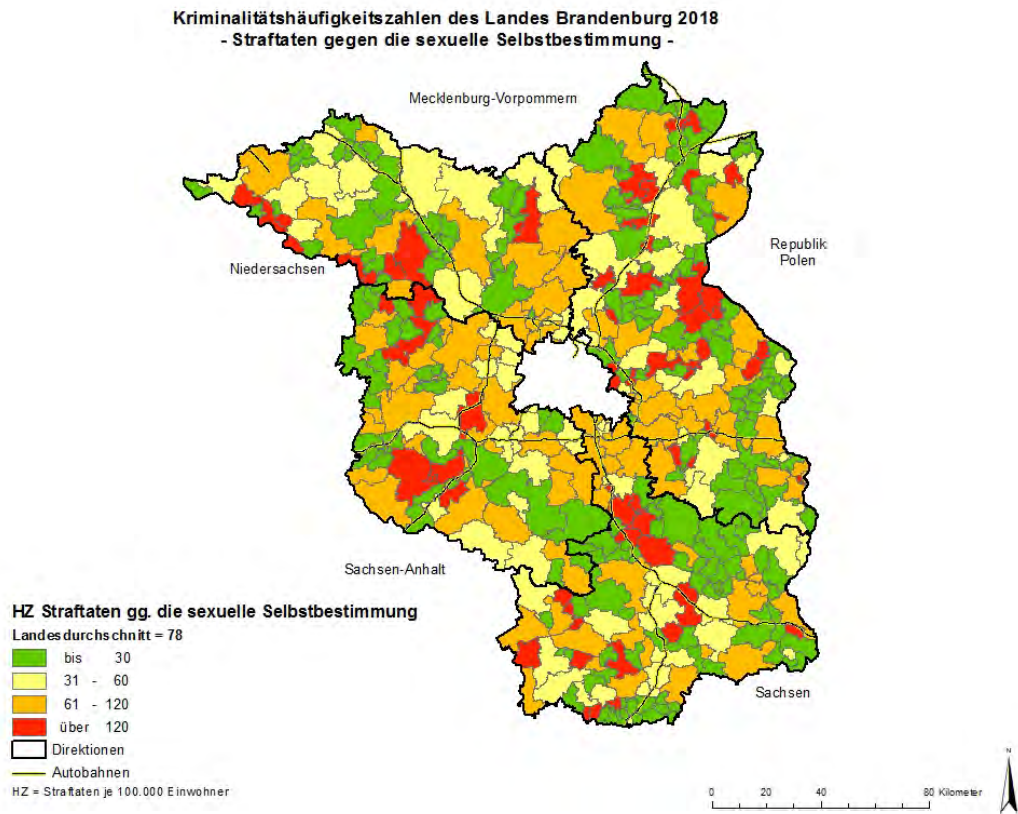 Kriminalitätshäufigkeitszahlen des Landes Brandenburg 2018
- Straftaten gegen die sexuelle Selbstbestimmung -
Mecklenburg-Vorpommern
Republik
Polen
Niedersachsen
Sachsen-Anhalt
Sachsen
HZ Straftaten gg. die sexuelle Selbstbestimmung
Landesdurchschnitt = 78
bis 30
31 - 60
61 - 120
über 120
Direktionen
Autobahnen
HZ = Straftaten je 100.000 Einwohner
N
0 20 40 80 Kilometer